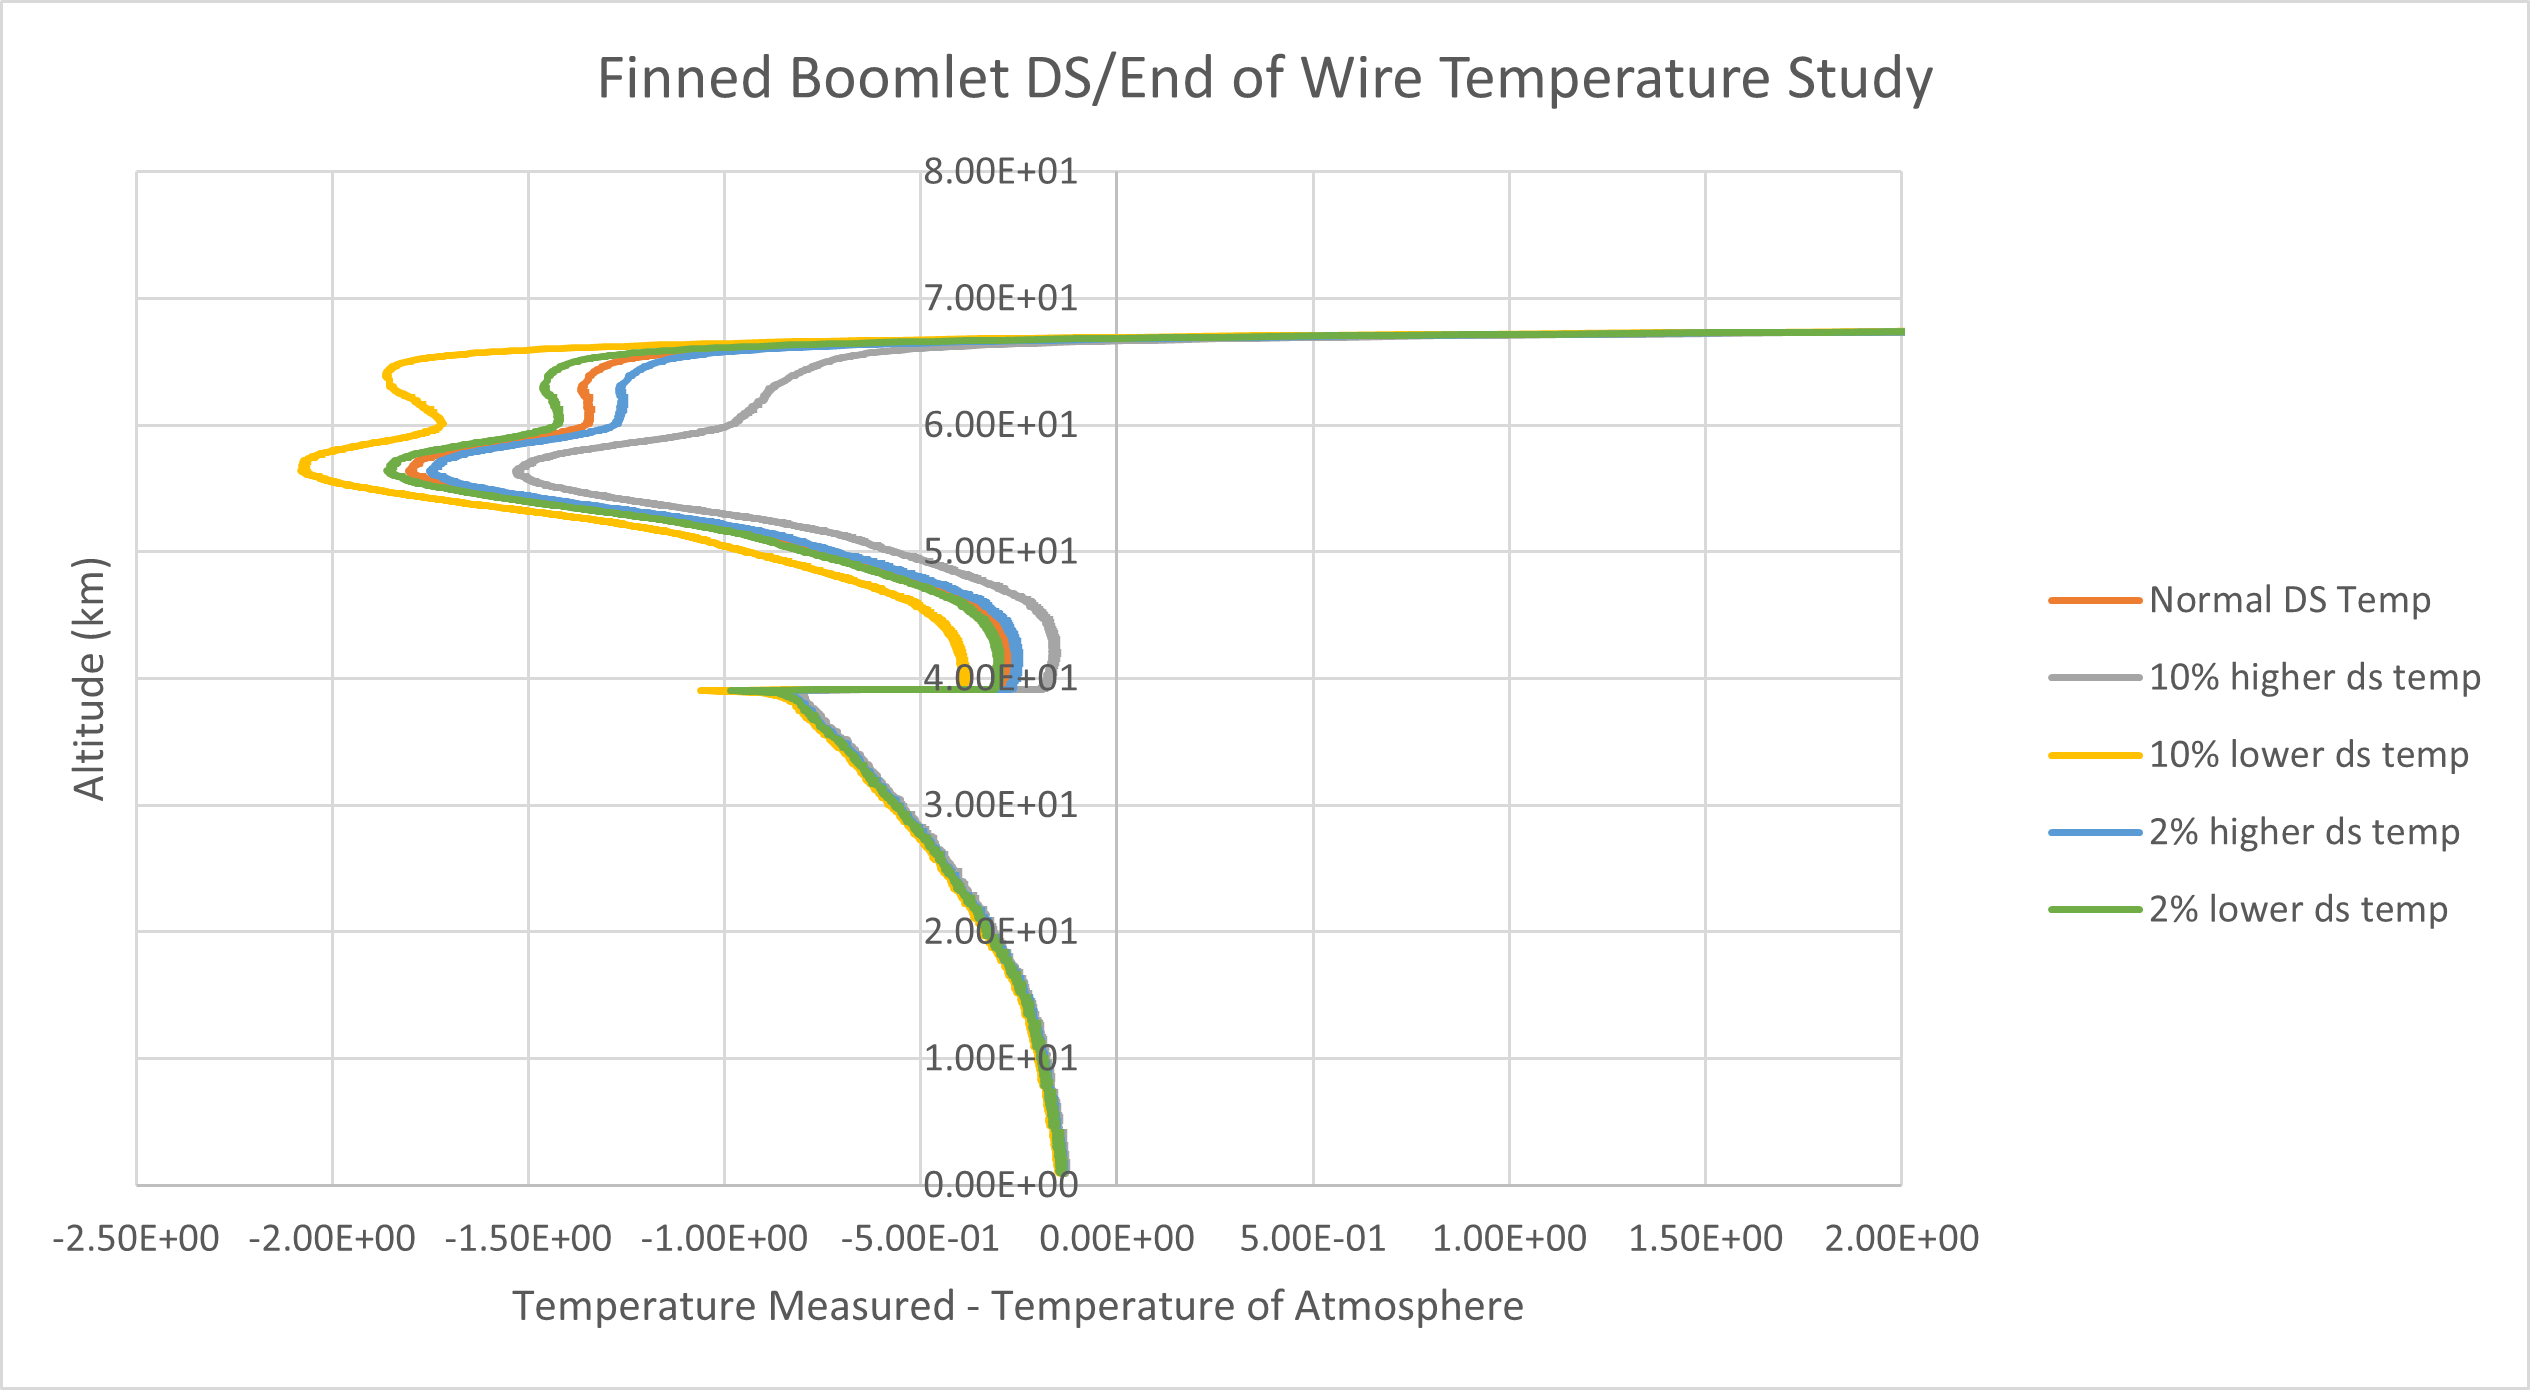 Finned Boomlet DS/End of Wire Temperature Study
8.00E+01
7.00E+01
6.00E+01
5.00E+01
4.00E+01
3.00E+01
2.00E+01
1.00E+01
0.00E+00
Altitude (km)
-2.50E+00 -2.00E+00 -1.50E+00 -1.00E+00 -5.00E-01 0.00E+00 5.00E-01 1.00E+00 1.50E+00 2.00E+00
Temperature Measured - Temperature of Atmosphere
Normal DS Temp
10% higher ds temp
10% lower ds temp
2% higher ds temp
2% lower ds temp